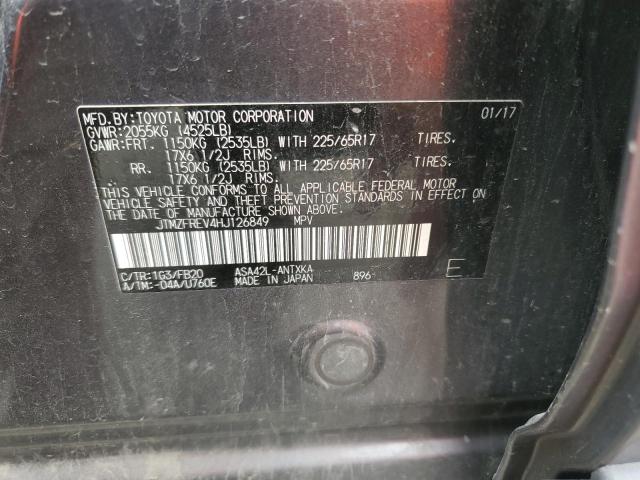 MFD.BY:TOYOTA MOTOR CORPORATION 01/17
GVWR:2055KG (4525LB)
GAWR:FRT. 1150KG (2535LB) WITH 225/65R17 TIRES.
17X6 1/2J RIMS.
RR. 1150KG (2535LB) WITH 225/65R17 TIRES.
17X6 1/2J RIMS.
THIS VEHICLE CONFORMS TO ALL APPLICABLE FEDERAL MOTOR
VEHICLE SAFETY AND THEFT PREVENTION STANDARDS IN EFFECT ON
THE DATE OF MANUFACTURE SHOWN ABOVE.
JTMZFREV4HJ126849 MPV
C/TR:1G3/FB20 ASA42L-ANTXKA 896- E
A/TM:-04A/U760E MADE IN JAPAN